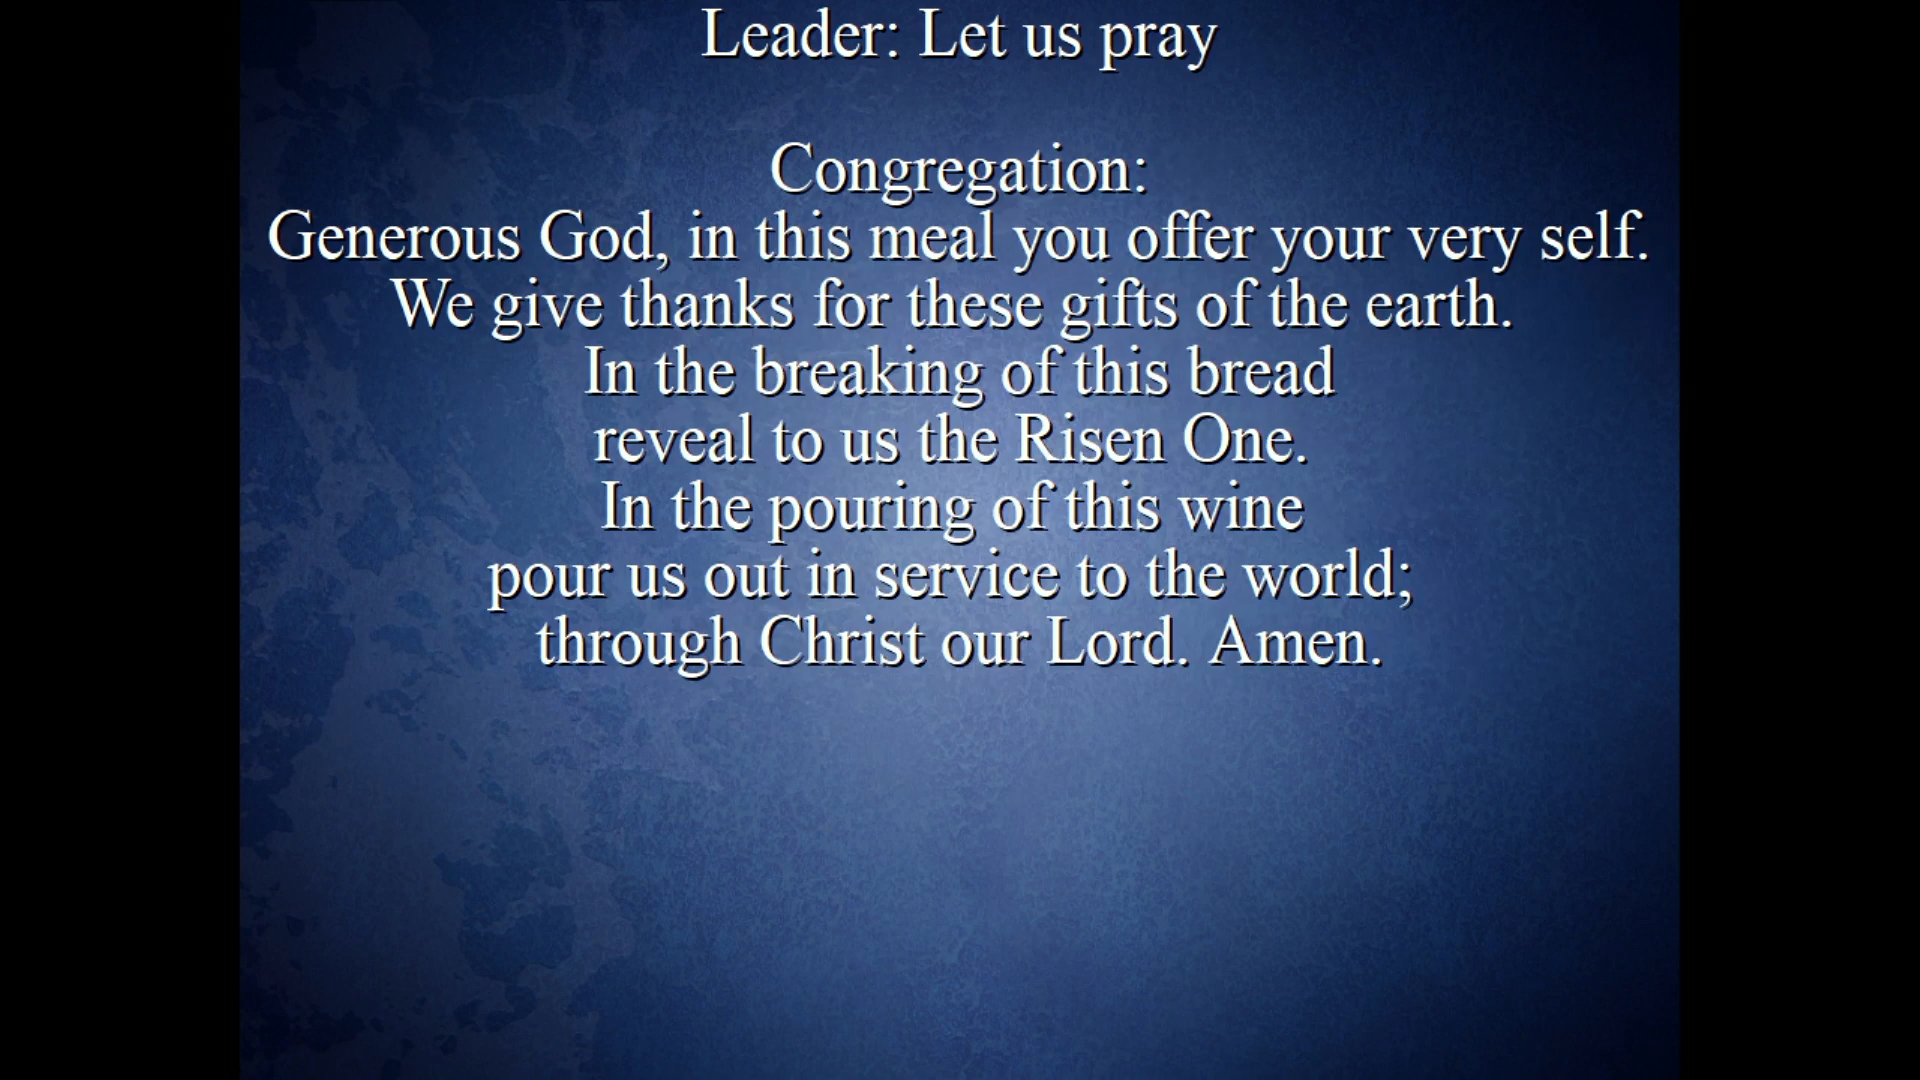 Leader: Let us pray
Congregation:
Generous God, in this meal you offer your very self.
We give thanks for these gifts of the earth.
In the breaking of this bread
reveal to us the Risen One.
In the pouring of this wine
pour us out in service to the world;
through Christ our Lord. Amen.